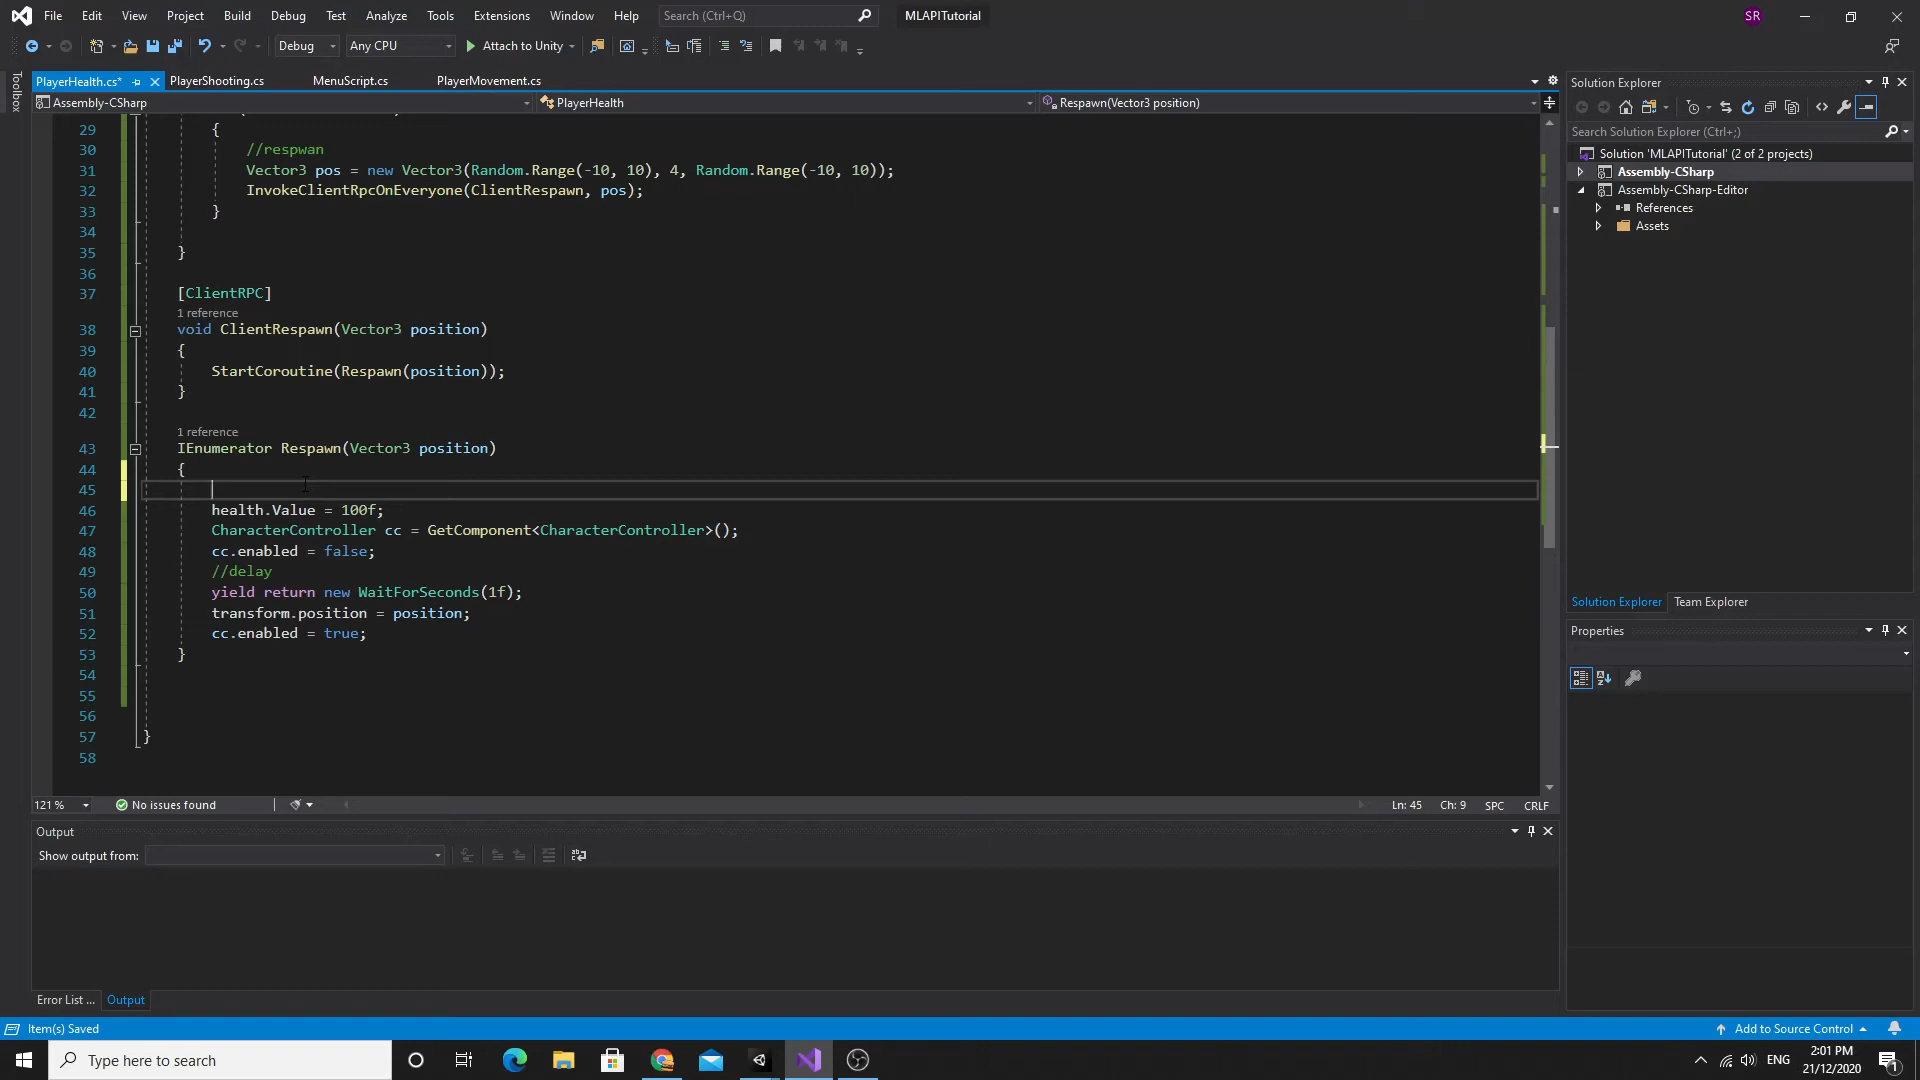 File Edit View Project Build Debug Test Analyze Tools Extensions Window Help Search (Ctrl+Q) MLAPITutorial SR
Debug Any CPU Attach to Unity
Toolbox
PlayerHealth.cs* PlayerShooting.cs MenuScript.cs PlayerMovement.cs
Assembly-CSharp PlayerHealth Respawn(Vector3 position)
29 {
30 //respwan
31 Vector3 pos = new Vector3(Random.Range(-10, 10), 4, Random.Range(-10, 10));
32 InvokeClientRpcOnEveryone(ClientRespawn, pos);
33 }
34
35 }
36
37 [ClientRPC]
1 reference
38 void ClientRespawn(Vector3 position)
39 {
40 StartCoroutine(Respawn(position));
41 }
42
1 reference
43 IEnumerator Respawn(Vector3 position)
44 {
45
46 health.Value = 100f;
47 CharacterController cc = GetComponent<CharacterController>();
48 cc.enabled = false;
49 //delay
50 yield return new WaitForSeconds(1f);
51 transform.position = position;
52 cc.enabled = true;
53 }
54
55
56
57 }
58
121 % No issues found Ln: 45 Ch: 9 SPC CRLF
Output
Show output from:
Error List ... Output
Solution Explorer
Search Solution Explorer (Ctrl+;)
Solution 'MLAPITutorial' (2 of 2 projects)
Assembly-CSharp
Assembly-CSharp-Editor
References
Assets
Solution Explorer Team Explorer
Properties
Item(s) Saved Add to Source Control
Type here to search ENG 2:01 PM
21/12/2020 1